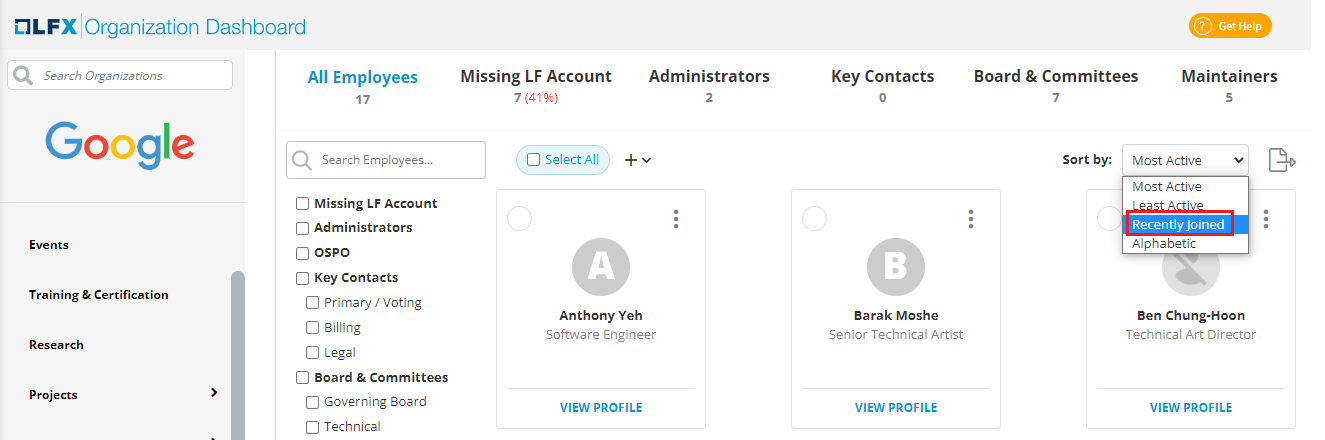 LFX Organization Dashboard
? Get Help
Search Organizations
Google
Events
Training & Certification
Research
Projects
All Employees
17
Missing LF Account
7 (41%)
Administrators
2
Key Contacts
0
Board & Committees
7
Maintainers
5
Search Employees...
Select All
Sort by:
Most Active
Most Active
Least Active
Recently Joined
Alphabetic
Missing LF Account
Administrators
OSPO
Key Contacts
Primary / Voting
Billing
Legal
Board & Committees
Governing Board
Technical
A
Anthony Yeh
Software Engineer
VIEW PROFILE
B
Barak Moshe
Senior Technical Artist
VIEW PROFILE
Ben Chung-Hoon
Technical Art Director
VIEW PROFILE